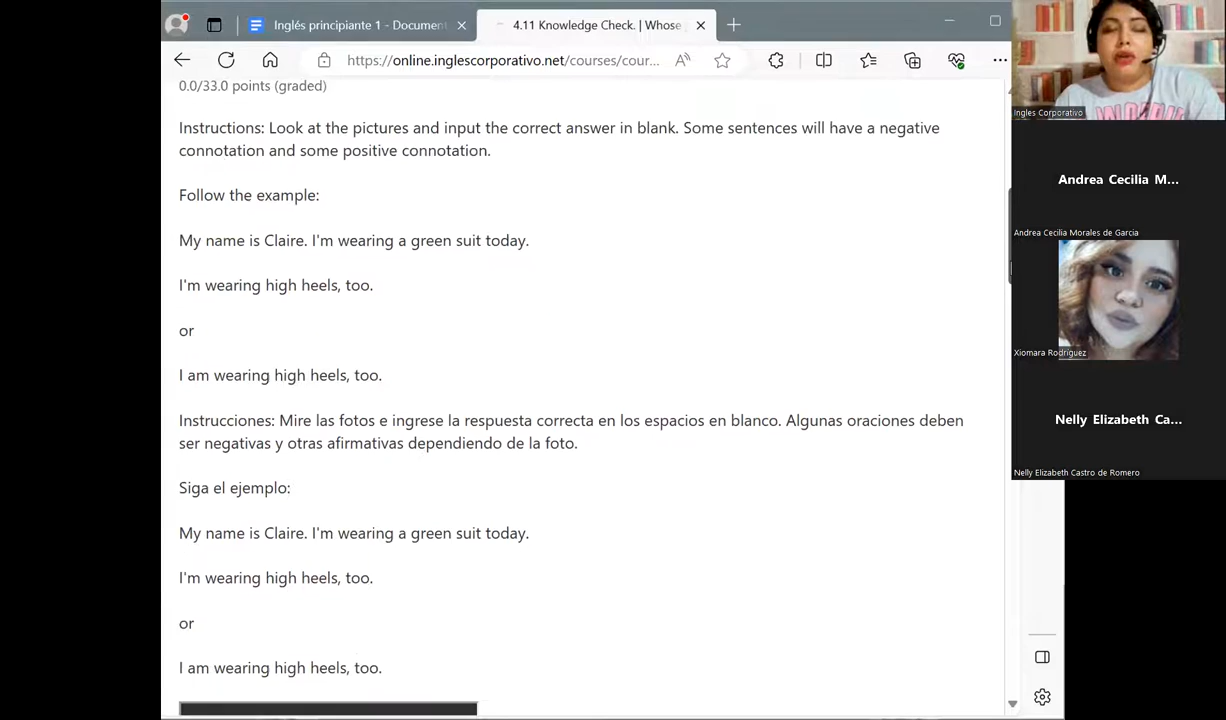 Inglés principiante 1 - Document
4.11 Knowledge Check. | Whose
https://online.inglescorporativo.net/courses/cour...
0.0/33.0 points (graded)
Instructions: Look at the pictures and input the correct answer in blank. Some sentences will have a negative
connotation and some positive connotation.
Follow the example:
My name is Claire. I'm wearing a green suit today.
I'm wearing high heels, too.
or
I am wearing high heels, too.
Instrucciones: Mire las fotos e ingrese la respuesta correcta en los espacios en blanco. Algunas oraciones deben
ser negativas y otras afirmativas dependiendo de la foto.
Siga el ejemplo:
My name is Claire. I'm wearing a green suit today.
I'm wearing high heels, too.
or
I am wearing high heels, too.
Ingles Corporativo
Andrea Cecilia M...
Andrea Cecilia Morales de Garcia
Xiomara Rodríguez
Nelly Elizabeth Ca...
Nelly Elizabeth Castro de Romero